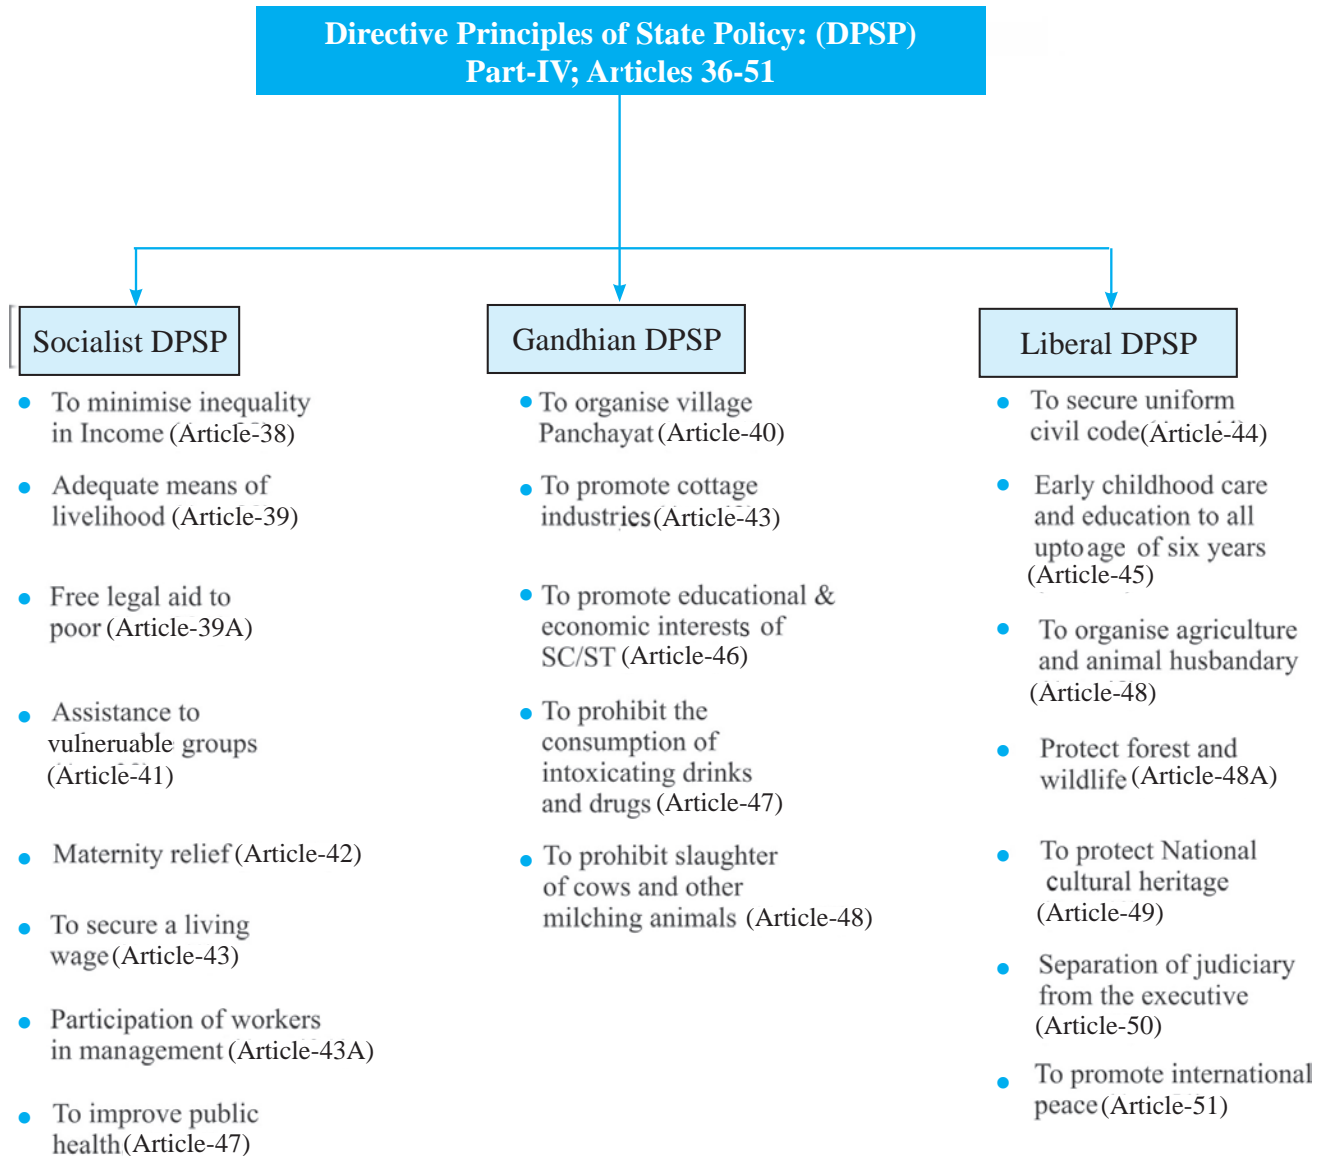 Directive Principles of State Policy: (DPSP)
Part-IV; Articles 36-51
Socialist DPSP
To minimise inequality
in Income (Article-38)
Adequate means of
livelihood (Article-39)
Free legal aid to
poor (Article-39A)
Assistance to
vulneruable groups
(Article-41)
Maternity relief (Article-42)
To secure a living
wage (Article-43)
Participation of workers
in management (Article-43A)
To improve public
health (Article-47)
Gandhian DPSP
To organise village
Panchayat (Article-40)
To promote cottage
industries (Article-43)
To promote educational &
economic interests of
SC/ST (Article-46)
To prohibit the
consumption of
intoxicating drinks
and drugs (Article-47)
To prohibit slaughter
of cows and other
milching animals (Article-48)
Liberal DPSP
To secure uniform
civil code (Article-44)
Early childhood care
and education to all
upto age of six years
(Article-45)
To organise agriculture
and animal husbandary
(Article-48)
Protect forest and
wildlife (Article-48A)
To protect National
cultural heritage
(Article-49)
Separation of judiciary
from the executive
(Article-50)
To promote international
peace (Article-51)